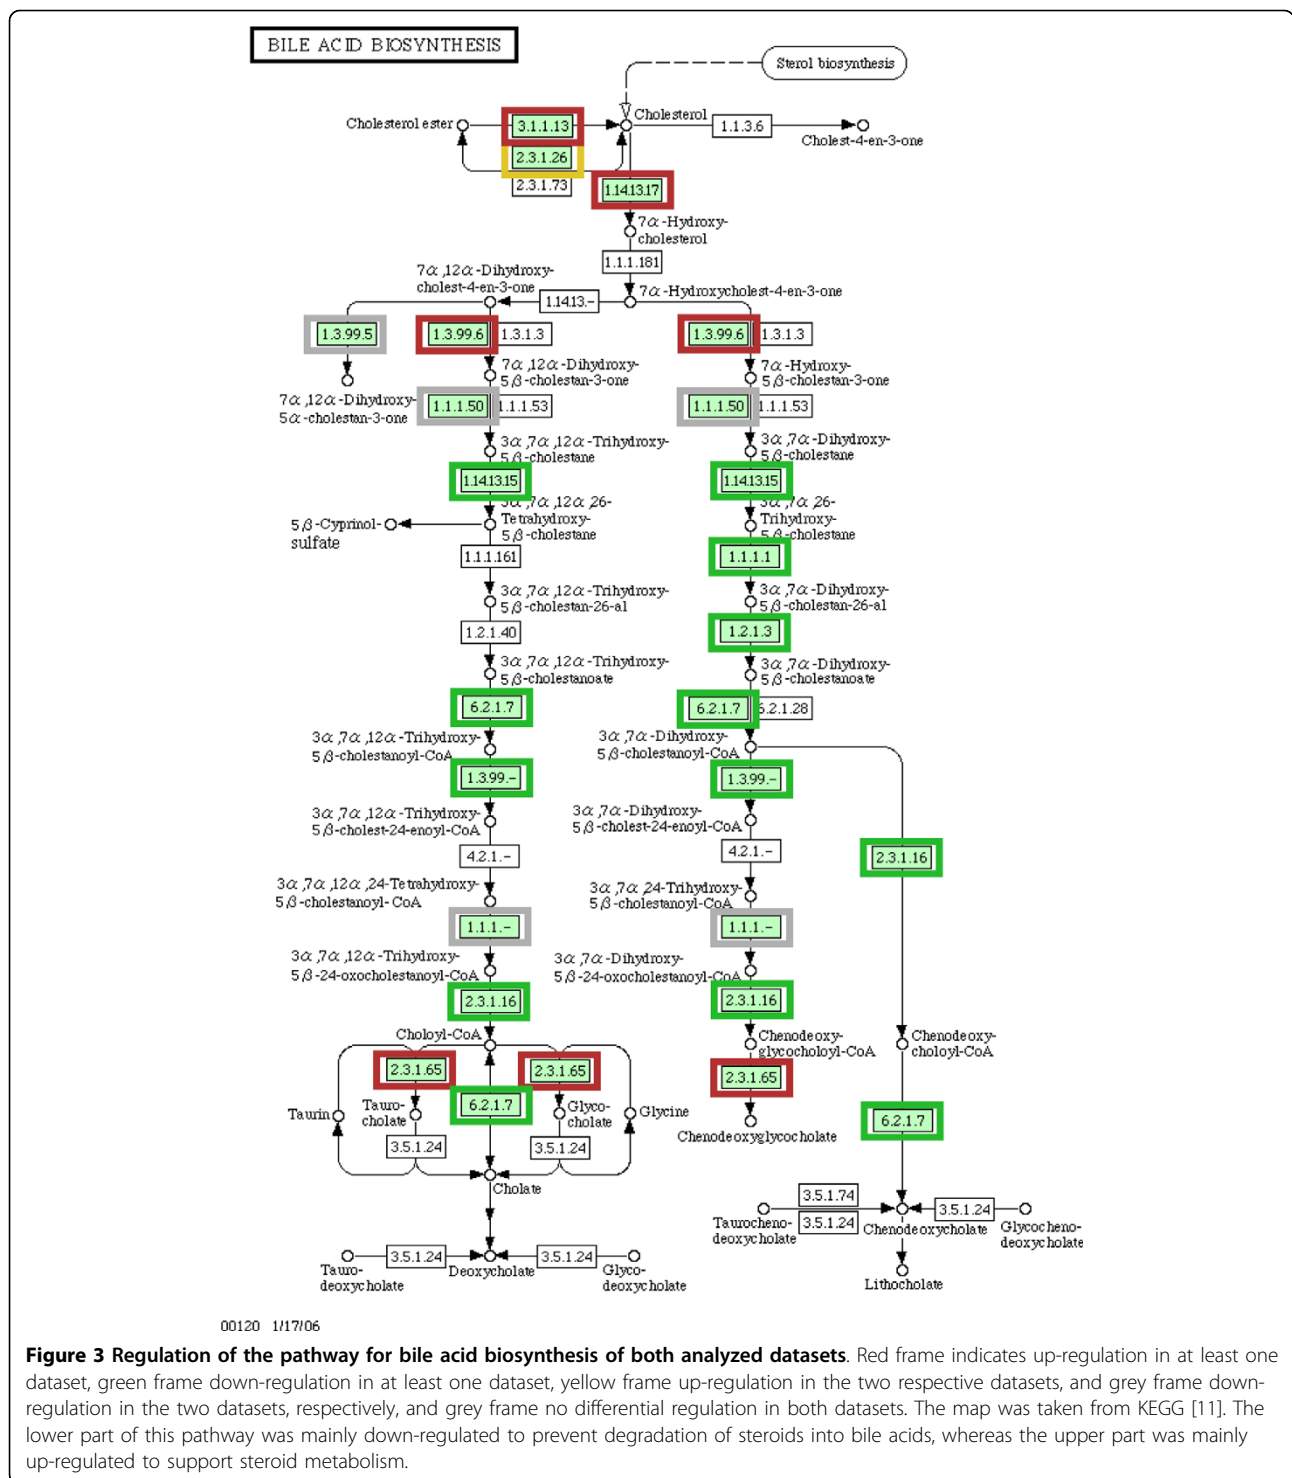 BILE ACID BIOSYNTHESIS
Sterol biosynthesis
Cholesterol ester
3.1.1.13
Cholesterol
1.1.3.6
Cholest-4-en-3-one
2.3.1.26
2.3.1.73
1.14.13.17
7α-Hydroxy-
cholesterol
1.1.1.181
7α,12α-Dihydroxy-
cholest-4-en-3-one
1.14.13.-
7α-Hydroxycholest-4-en-3-one
1.3.99.5
1.3.99.6
1.3.1.3
1.3.99.6
1.3.1.3
7α,12α-Dihydroxy-
5α-cholestan-3-one
7α,12α-Dihydroxy-
5β-cholestan-3-one
7α-Hydroxy-
5β-cholestan-3-one
1.1.1.50
1.1.1.53
1.1.1.50
1.1.1.53
3α,7α,12α-Trihydroxy-
5β-cholestane
3α,7α-Dihydroxy-
5β-cholestane
1.14.13.15
1.14.13.15
5β-Cyprinol-
sulfate
3α,7α,12α,26-
Tetrahydroxy-
5β-cholestane
3α,7α,26-
Trihydroxy-
5β-cholestane
1.1.1.161
1.1.1.1
3α,7α,12α-Trihydroxy-
5β-cholestan-26-al
3α,7α-Dihydroxy-
5β-cholestan-26-al
1.2.1.40
1.2.1.3
3α,7α,12α-Trihydroxy-
5β-cholestanoate
3α,7α-Dihydroxy-
5β-cholestanoate
6.2.1.7
6.2.1.7
6.2.1.28
3α,7α,12α-Trihydroxy-
5β-cholestanoyl-CoA
3α,7α-Dihydroxy-
5β-cholestanoyl-CoA
1.3.99.-
1.3.99.-
3α,7α,12α-Trihydroxy-
5β-cholest-24-enoyl-CoA
3α,7α-Dihydroxy-
5β-cholest-24-enoyl-CoA
4.2.1.-
4.2.1.-
2.3.1.16
3α,7α,12α,24-Tetrahydroxy-
5β-cholestanoyl- CoA
3α,7α,24-Trihydroxy-
5β-cholestanoyl-CoA
1.1.1.-
1.1.1.-
3α,7α,12α-Trihydroxy-
5β-24-oxocholestanoyl-CoA
3α,7α-Dihydroxy-
5β-24-oxocholestanoyl-CoA
2.3.1.16
2.3.1.16
Choloyl-CoA
Chenodeoxy-
glycocholoyl-CoA
Chenodeoxy-
choloyl-CoA
2.3.1.65
2.3.1.65
2.3.1.65
Taurin
Tauro-
cholate
6.2.1.7
Glyco-
cholate
Glycine
Chenodeoxyglycocholate
6.2.1.7
3.5.1.24
3.5.1.24
Cholate
Taurocheno-
deoxycholate
3.5.1.74
3.5.1.24
Chenodeoxycholate
3.5.1.24
Glycocheno-
deoxycholate
Tauro-
deoxycholate
3.5.1.24
Deoxycholate
3.5.1.24
Glyco-
deoxycholate
Lithocholate
00120 1/17/06
Figure 3 Regulation of the pathway for bile acid biosynthesis of both analyzed datasets. Red frame indicates up-regulation in at least one
dataset, green frame down-regulation in at least one dataset, yellow frame up-regulation in the two respective datasets, and grey frame down-
regulation in the two datasets, respectively, and grey frame no differential regulation in both datasets. The map was taken from KEGG [11]. The
lower part of this pathway was mainly down-regulated to prevent degradation of steroids into bile acids, whereas the upper part was mainly
up-regulated to support steroid metabolism.